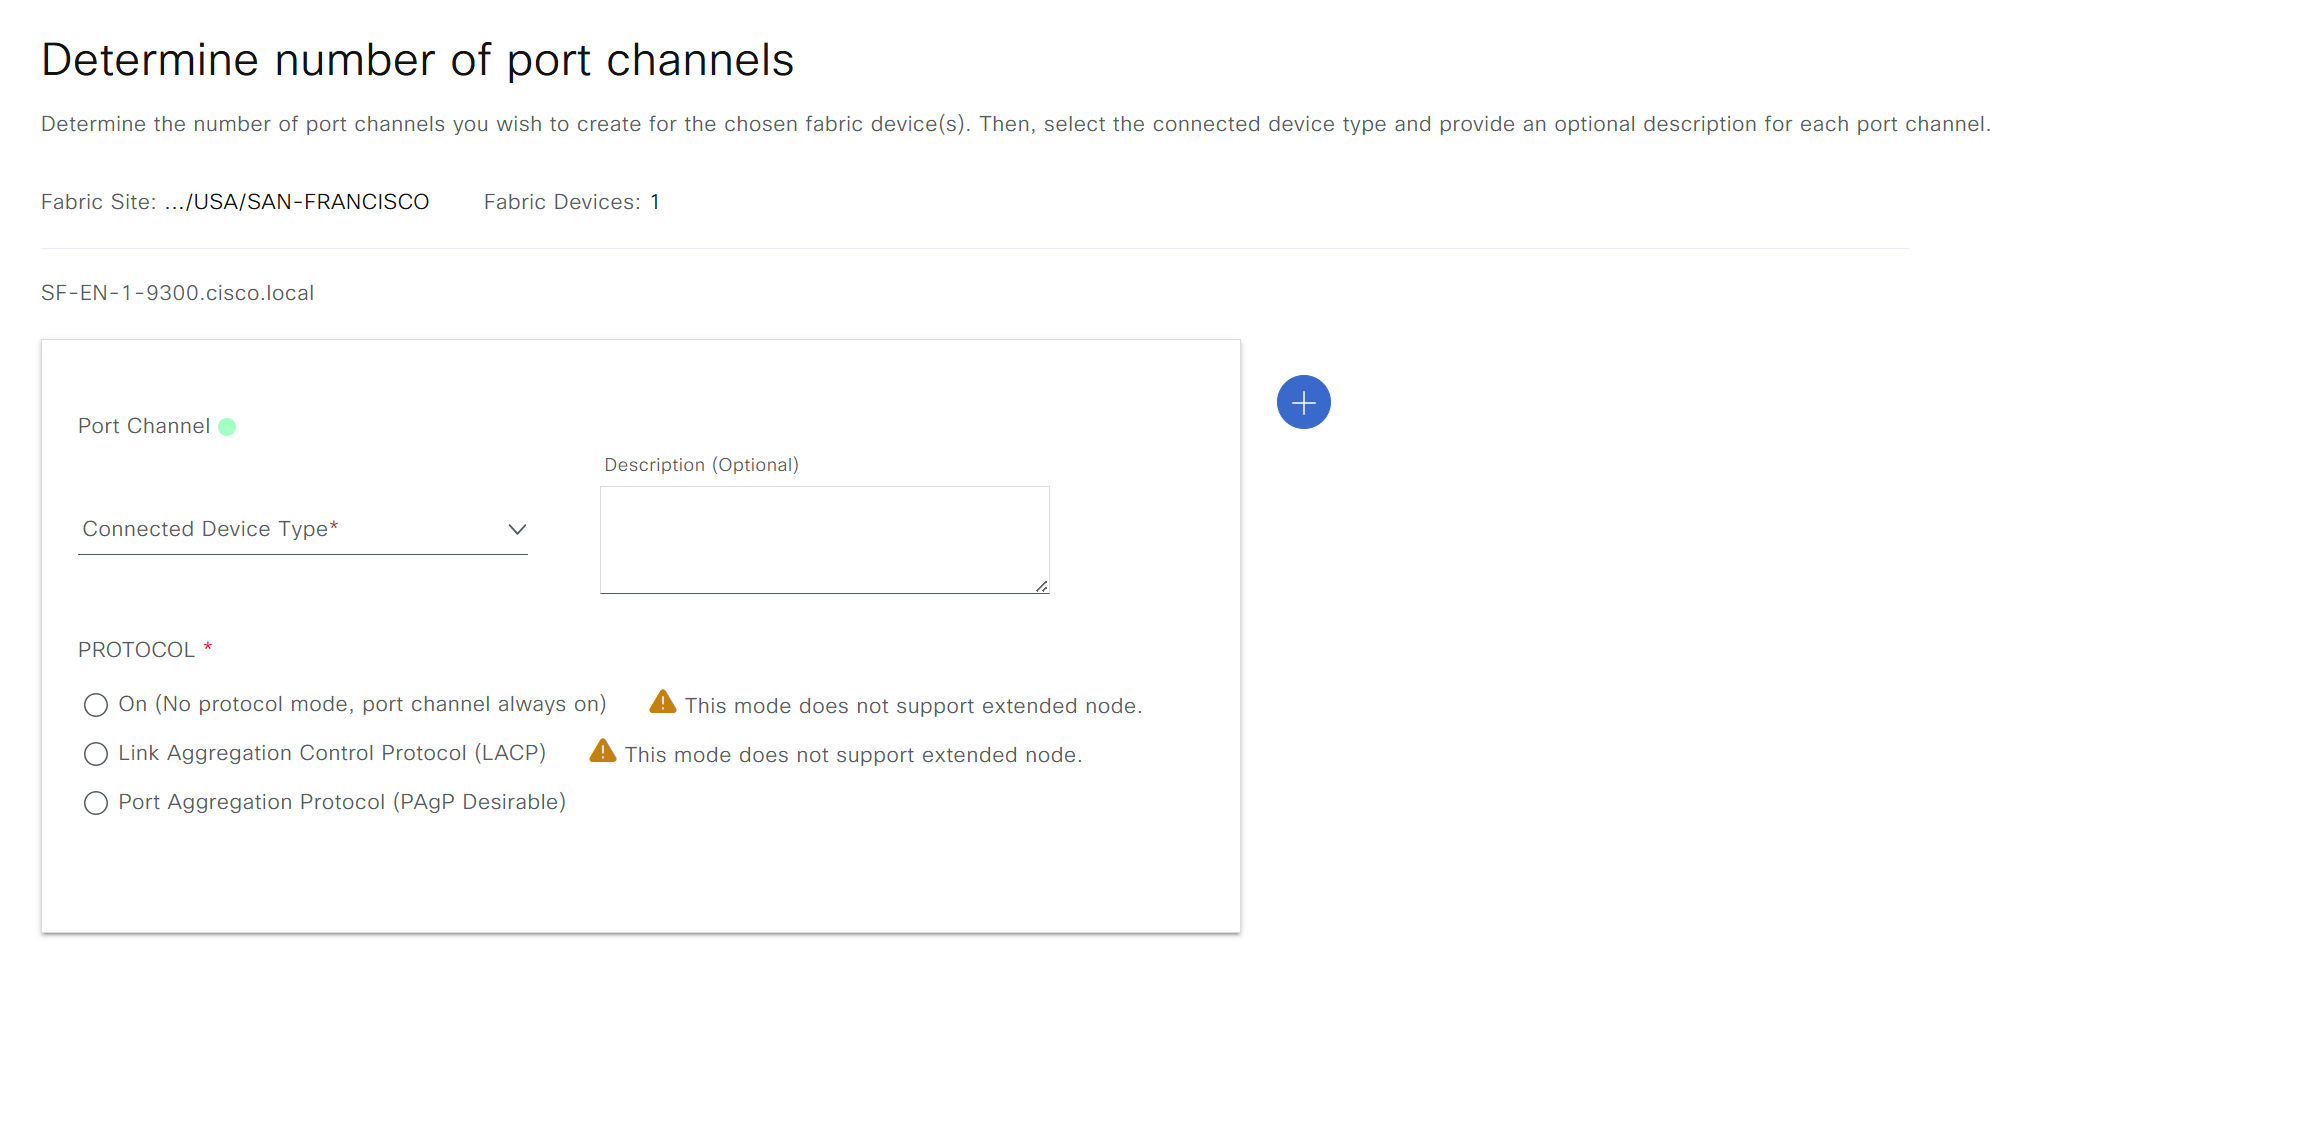 Determine number of port channels
Determine the number of port channels you wish to create for the chosen fabric device(s). Then, select the connected device type and provide an optional description for each port channel.
Fabric Site: .../USA/SAN-FRANCISCO Fabric Devices: 1
SF-EN-1-9300.cisco.local
Port Channel
Description (Optional)
Connected Device Type*
PROTOCOL *
On (No protocol mode, port channel always on) This mode does not support extended node.
Link Aggregation Control Protocol (LACP) This mode does not support extended node.
Port Aggregation Protocol (PAgP Desirable)